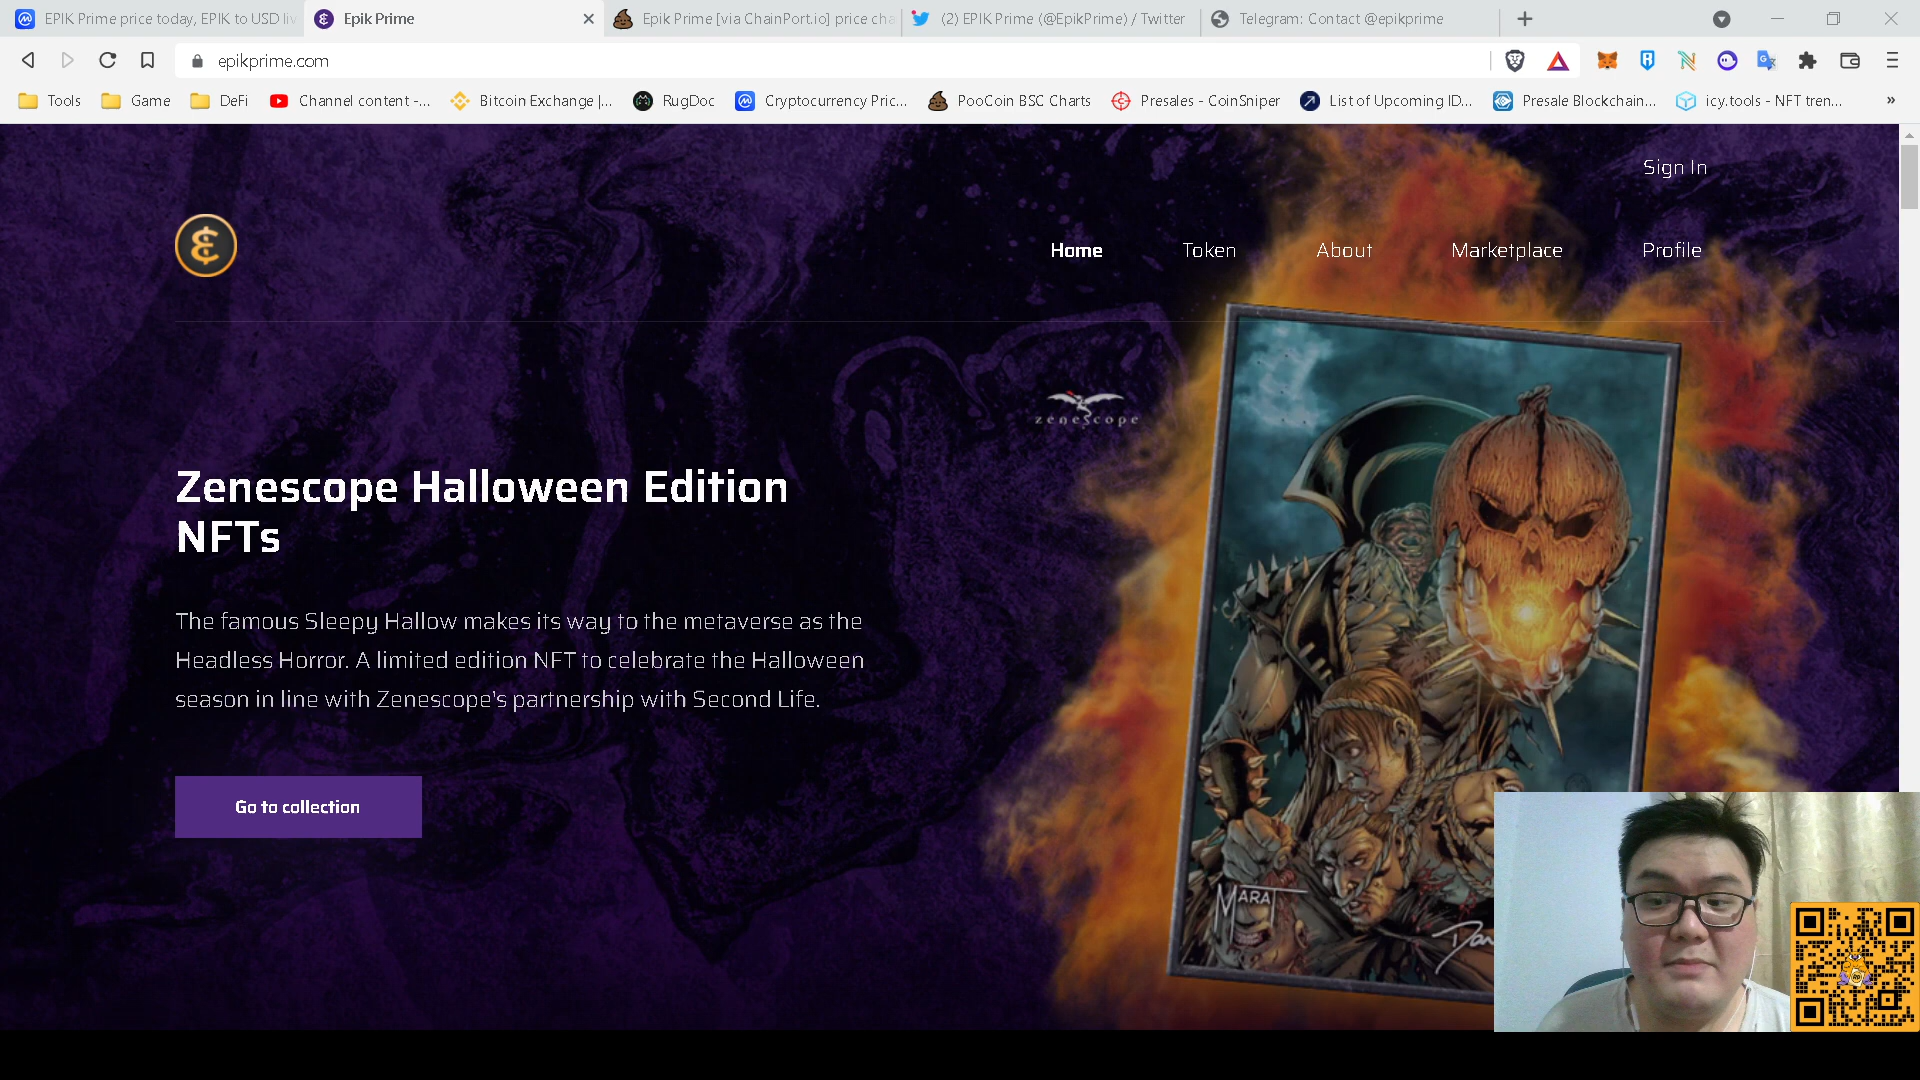 EPIK Prime price today, EPIK to USD liv
Epik Prime
Epik Prime [via ChainPort.io] price cha
(2) EPIK Prime (@EpikPrime) / Twitter
Telegram: Contact @epikprime
epikprime.com
Tools
Game
DeFi
Channel content -...
Bitcoin Exchange |...
RugDoc
Cryptocurrency Pric...
PooCoin BSC Charts
Presales - CoinSniper
List of Upcoming ID...
Presale Blockchain...
icy.tools - NFT tren...
»
Sign In
Home
Token
About
Marketplace
Profile
zenescope
Zenescope Halloween Edition
NFTs
The famous Sleepy Hallow makes its way to the metaverse as the
Headless Horror. A limited edition NFT to celebrate the Halloween
season in line with Zenescope's partnership with Second Life.
Go to collection
MARAT